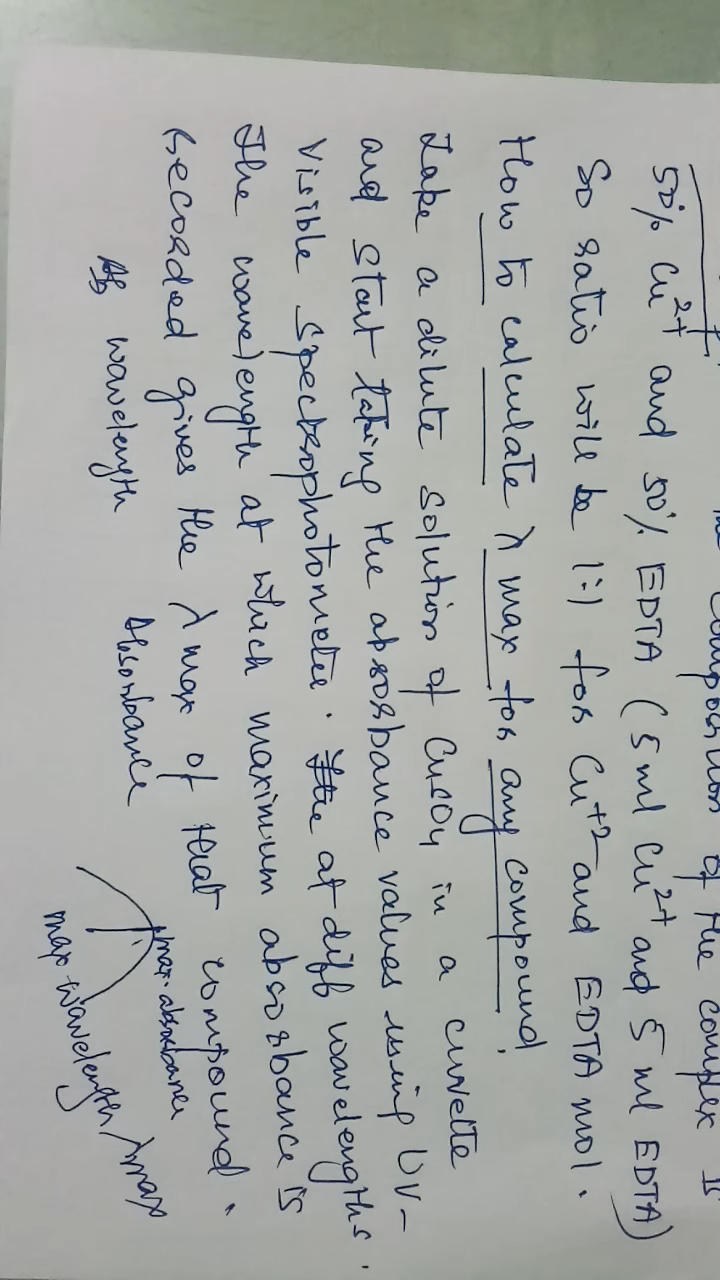 the composition of the complex is
50% Cu²⁺ and 50% EDTA (5 ml Cu²⁺ and 5 ml EDTA)
So ratio will be 1:1 for Cu⁺² and EDTA mol.
How to calculate λ max for any compound.
Take a dilute solution of CuSO4 in a cuvette
and start taking the absorbance values using UV-
visible spectrophotometer. at diff wavelengths.
The wavelength at which maximum absorbance is
recorded gives the λ max of that compound.
wavelength Absorbance
max. absorbance
max wavelength λmax